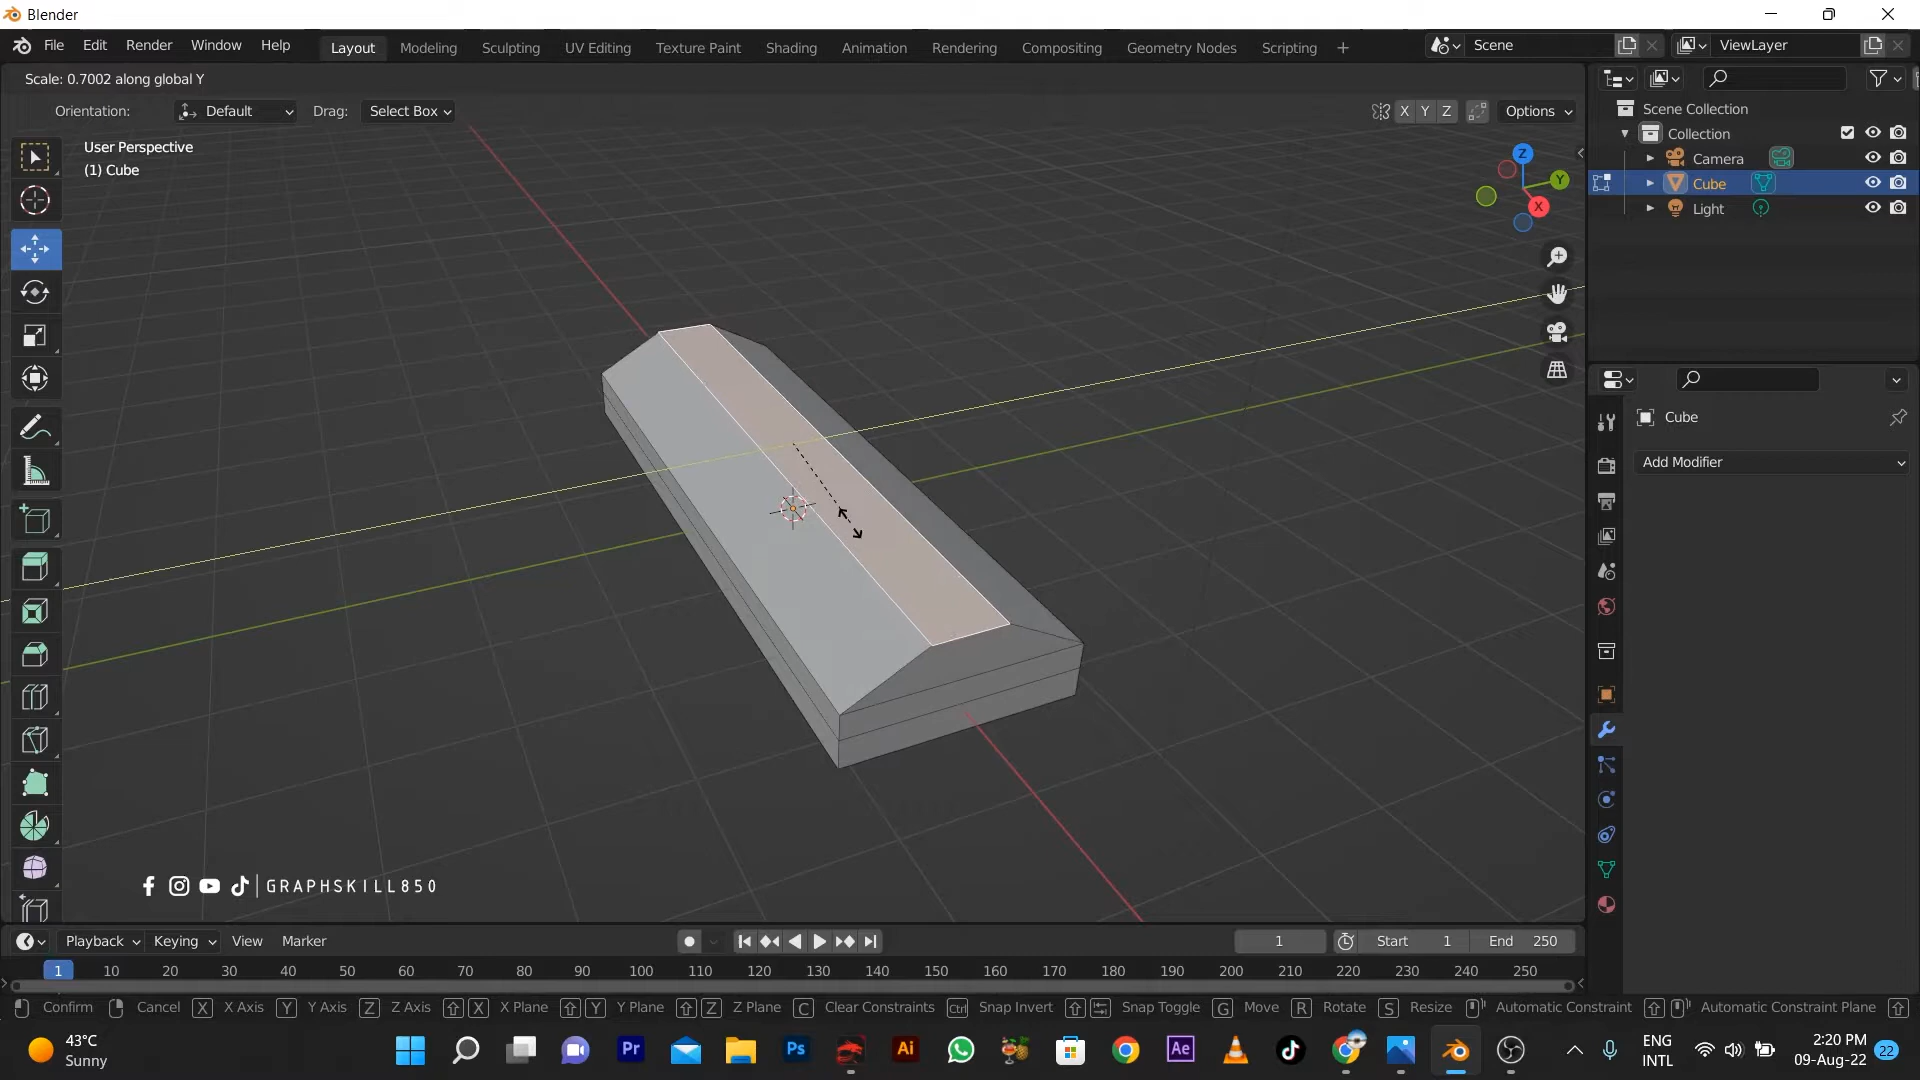 Blender
File Edit Render Window Help Layout Modeling Sculpting UV Editing Texture Paint Shading Animation Rendering Compositing Geometry Nodes Scripting + Scene ViewLayer
Scale: 0.7002 along global Y
Orientation: Default Drag: Select Box X Y Z Options
User Perspective
(1) Cube
Z
Y
X
Scene Collection
Collection
Camera
Cube
Light
Cube
Add Modifier
GRAPHSKILL850
Playback Keying View Marker 1 Start 1 End 250
1 10 20 30 40 50 60 70 80 90 100 110 120 130 140 150 160 170 180 190 200 210 220 230 240 250
Confirm Cancel X X Axis Y Y Axis Z Z Axis X X Plane Y Y Plane Z Z Plane C Clear Constraints Ctrl Snap Invert Snap Toggle G Move R Rotate S Resize Automatic Constraint Automatic Constraint Plane
43°C
Sunny
Pr Ps Ai Ae
ENG
INTL
2:20 PM
09-Aug-22
22